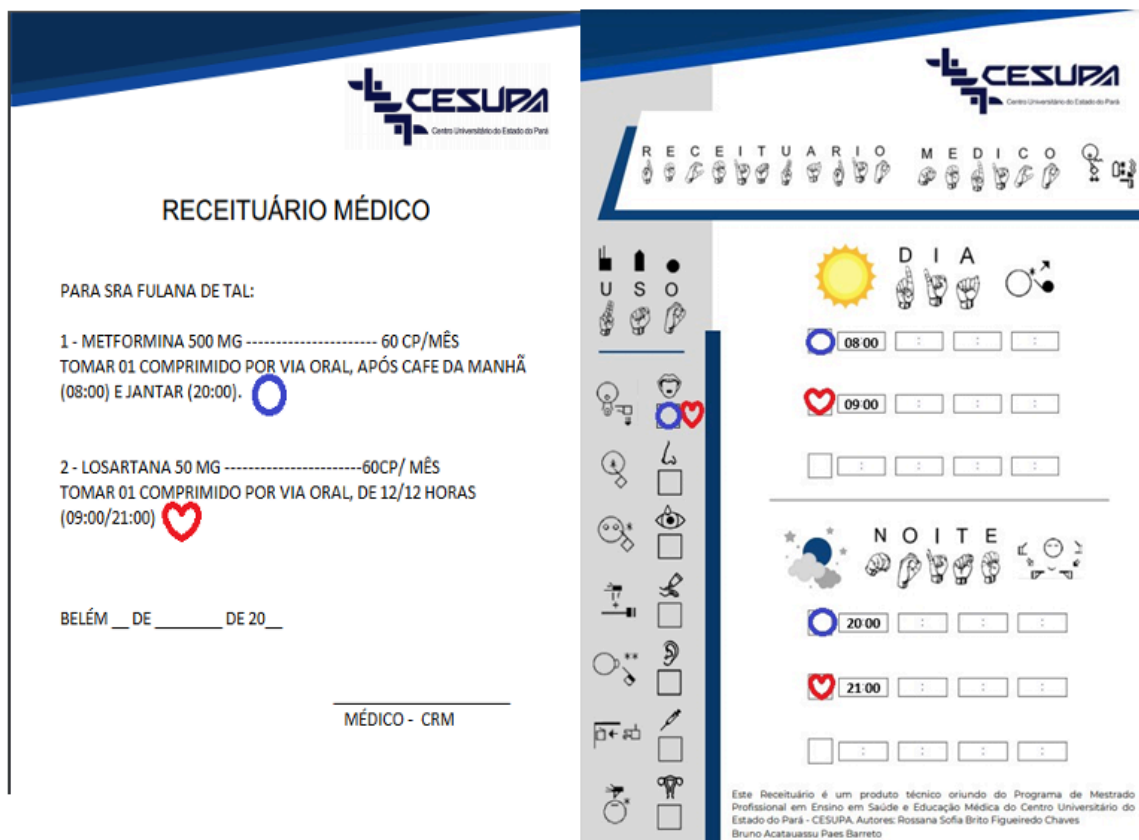 CESUPA
Centro Universitário do Estado do Pará
RECEITUÁRIO MÉDICO
PARA SRA FULANA DE TAL:
1 - METFORMINA 500 MG ---------------------- 60 CP/MÊS
TOMAR 01 COMPRIMIDO POR VIA ORAL, APÓS CAFE DA MANHÃ
(08:00) E JANTAR (20:00).
2 - LOSARTANA 50 MG -----------------------60CP/ MÊS
TOMAR 01 COMPRIMIDO POR VIA ORAL, DE 12/12 HORAS
(09:00/21:00)
BELÉM __ DE ________ DE 20__
MÉDICO - CRM
CESUPA
Centro Universitário do Estado do Pará
R E C E I T U A R I O M E D I C O
U S O
D I A
08:00 : : :
09:00 : : :
: : : :
N O I T E
20:00 : : :
21:00 : : :
: : : :
Este Receituário é um produto técnico oriundo do Programa de Mestrado
Profissional em Ensino em Saúde e Educação Médica do Centro Universitário do
Estado do Pará - CESUPA. Autores: Rossana Sofia Brito Figueiredo Chaves
Bruno Acatauassu Paes Barreto